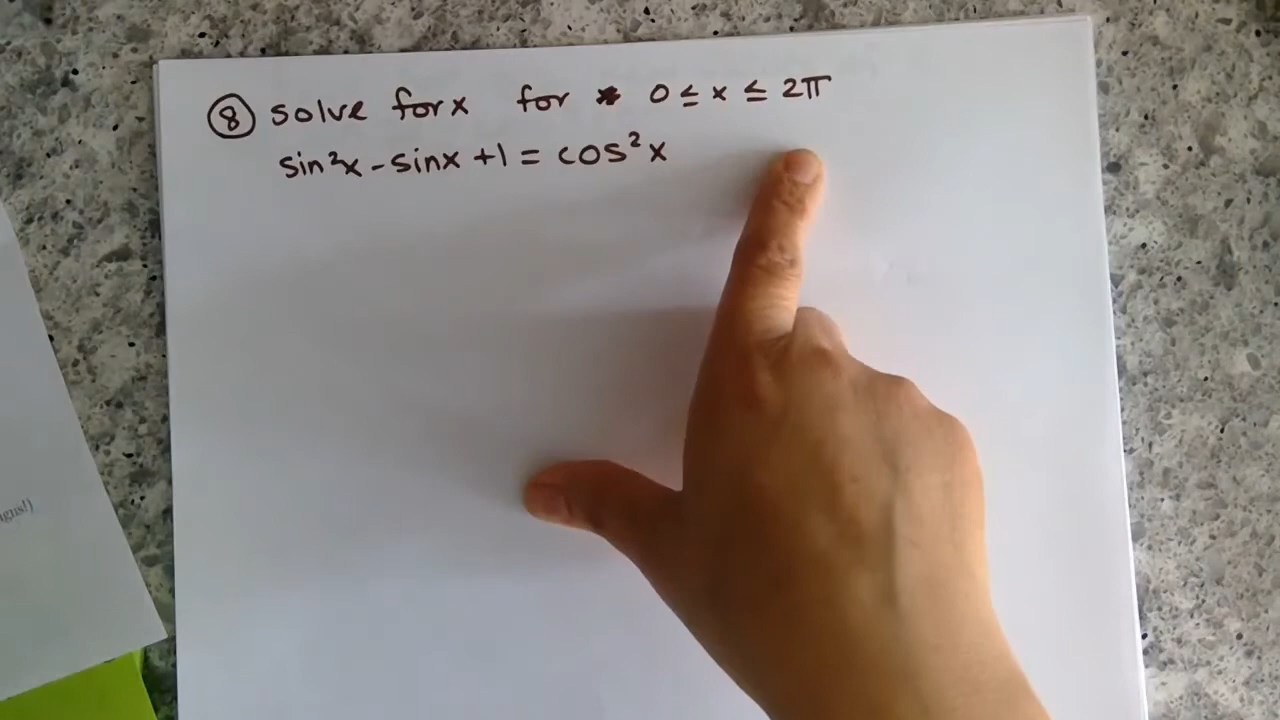 ⑧ solve for x for 0 ≤ x ≤ 2π
sin²x - sinx + 1 = cos²x